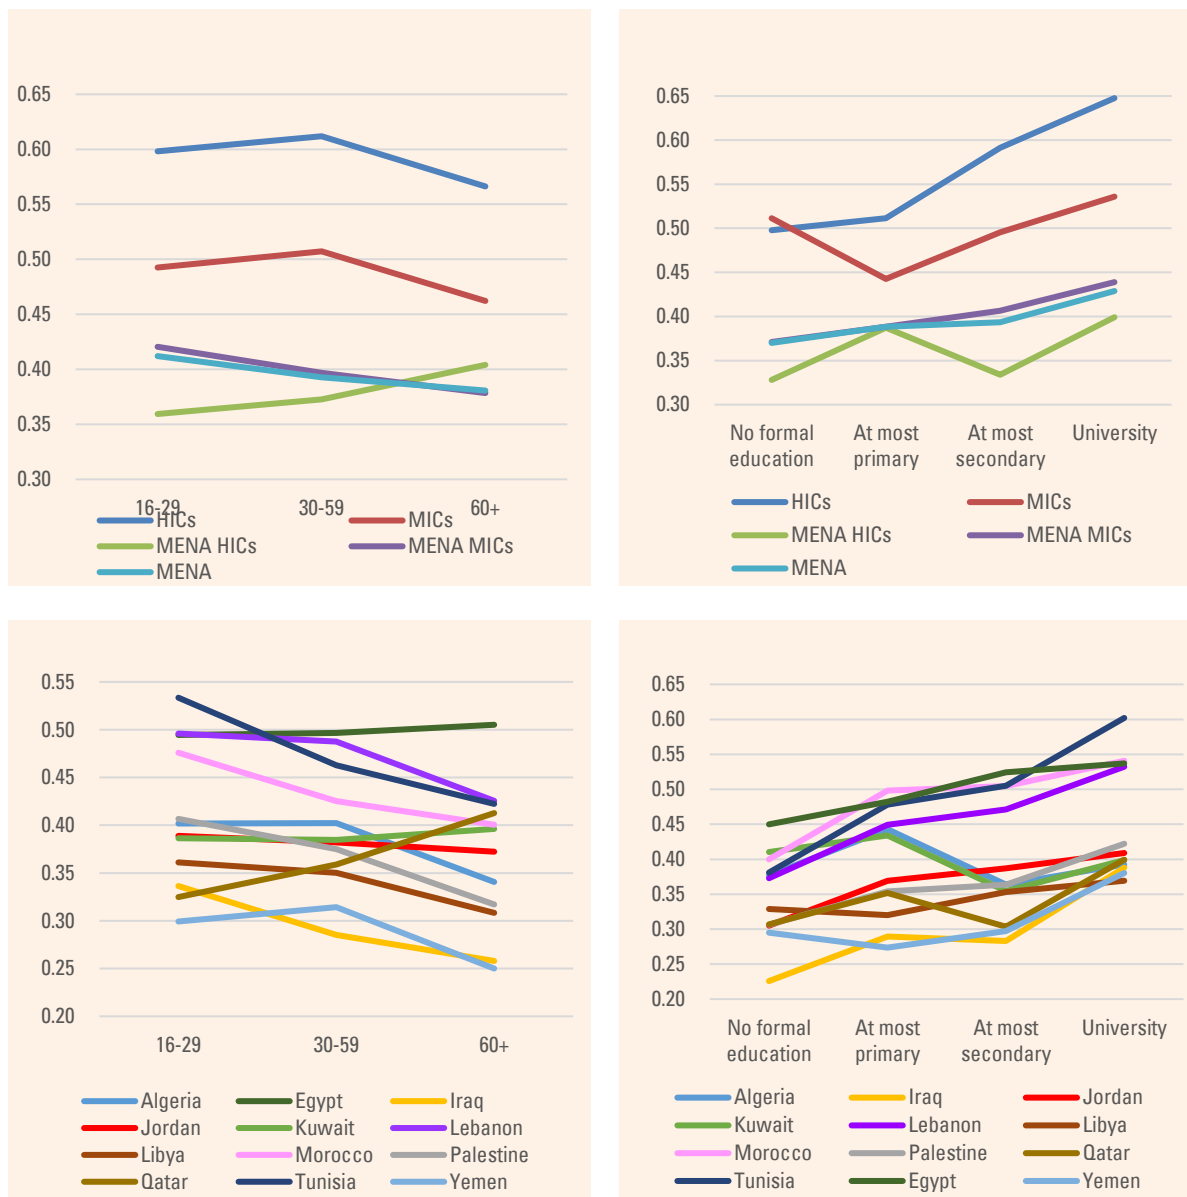 0.65
0.60
0.55
0.50
0.45
0.40
0.35
0.30
16-29 30-59 60+
HICs MICs
MENA HICs MENA MICs
MENA
0.65
0.60
0.55
0.50
0.45
0.40
0.35
0.30
No formal At most At most University
education primary secondary
HICs MICs
MENA HICs MENA MICs
MENA
0.55
0.50
0.45
0.40
0.35
0.30
0.25
0.20
16-29 30-59 60+
Algeria Egypt Iraq
Jordan Kuwait Lebanon
Libya Morocco Palestine
Qatar Tunisia Yemen
0.65
0.60
0.55
0.50
0.45
0.40
0.35
0.30
0.25
0.20
No formal At most At most University
education primary secondary
Algeria Iraq Jordan
Kuwait Lebanon Libya
Morocco Palestine Qatar
Tunisia Egypt Yemen